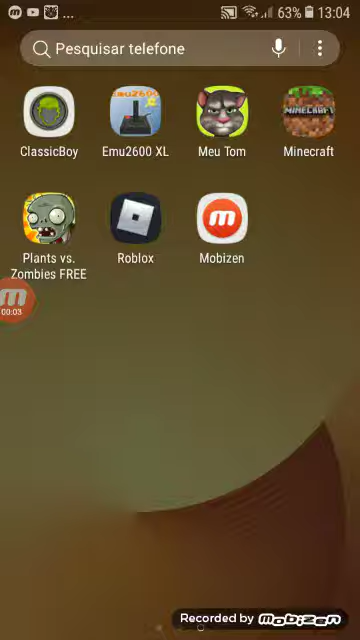 ... 63% 13:04
Pesquisar telefone
ClassicBoy
Emu2600 XL
Meu Tom
Minecraft
Plants vs.
Zombies FREE
Roblox
Mobizen
00:03
Recorded by MOBIZEN